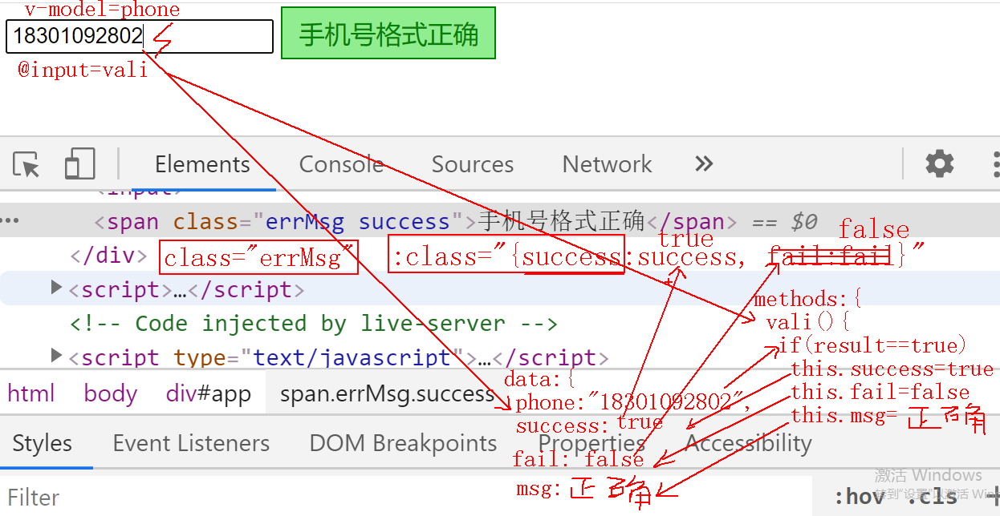 v-model=phone
18301092802
手机号格式正确
@input=vali
Elements
Console
Sources
Network
<input>
<span class="errMsg success">手机号格式正确</span> == $0
true
false
</div>
class="errMsg"
:class="{success:success, fail:fail}"
<script>…</script>
methods:{
vali(){
<!-- Code injected by live-server -->
if(result==true)
<script type="text/javascript">…</script>
this.success=true
data:{
html
body
div#app
span.errMsg.success
phone:"18301092802",
this.fail=false
this.msg=正确
success: true
Styles
Event Listeners
DOM Breakpoints
Properties
Accessibility
fail: false
msg:正确
激活 Windows
转到"设置"以激活 Win
Filter
:hov
.cls